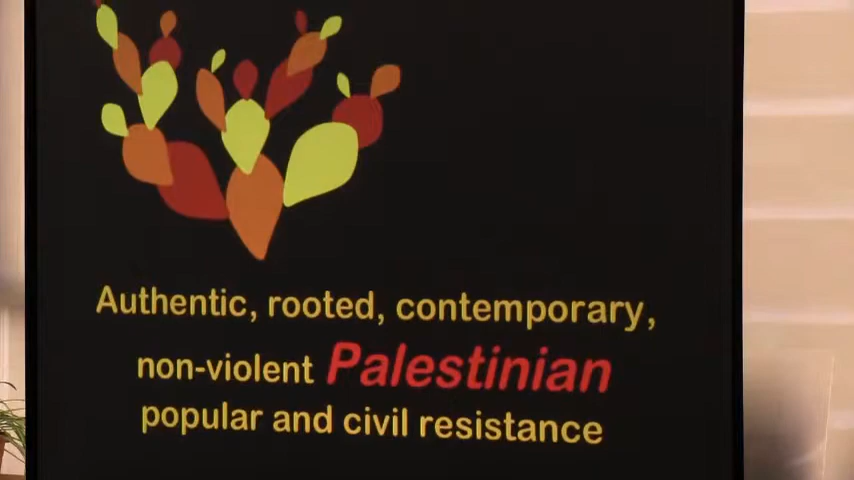 Authentic, rooted, contemporary,
non-violent Palestinian
popular and civil resistance